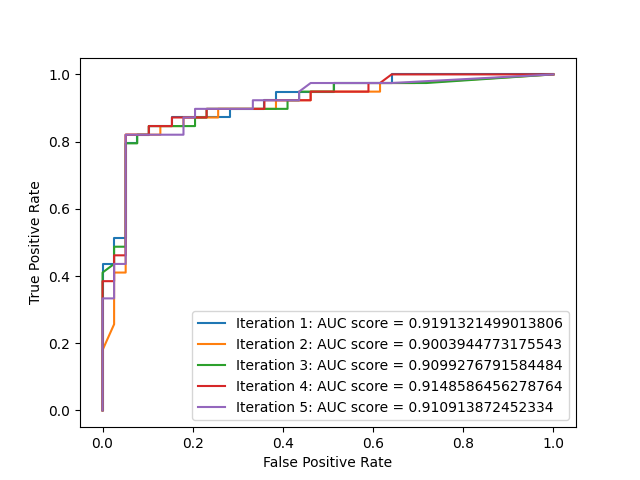 1.0
0.8
0.6
0.4
0.2
0.0
True Positive Rate
Iteration 1: AUC score = 0.9191321499013806
Iteration 2: AUC score = 0.9003944773175543
Iteration 3: AUC score = 0.9099276791584484
Iteration 4: AUC score = 0.9148586456278764
Iteration 5: AUC score = 0.910913872452334
0.0 0.2 0.4 0.6 0.8 1.0
False Positive Rate